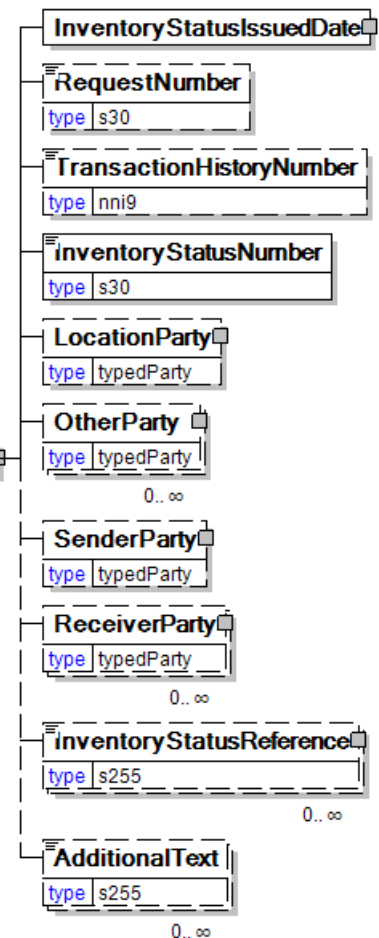 InventoryStatusIssuedDate
RequestNumber
type s30
TransactionHistoryNumber
type nni9
InventoryStatusNumber
type s30
LocationParty
type typedParty
OtherParty
type typedParty
0.. ∞
SenderParty
type typedParty
ReceiverParty
type typedParty
0.. ∞
InventoryStatusReference
type s255
0.. ∞
AdditionalText
type s255
0.. ∞